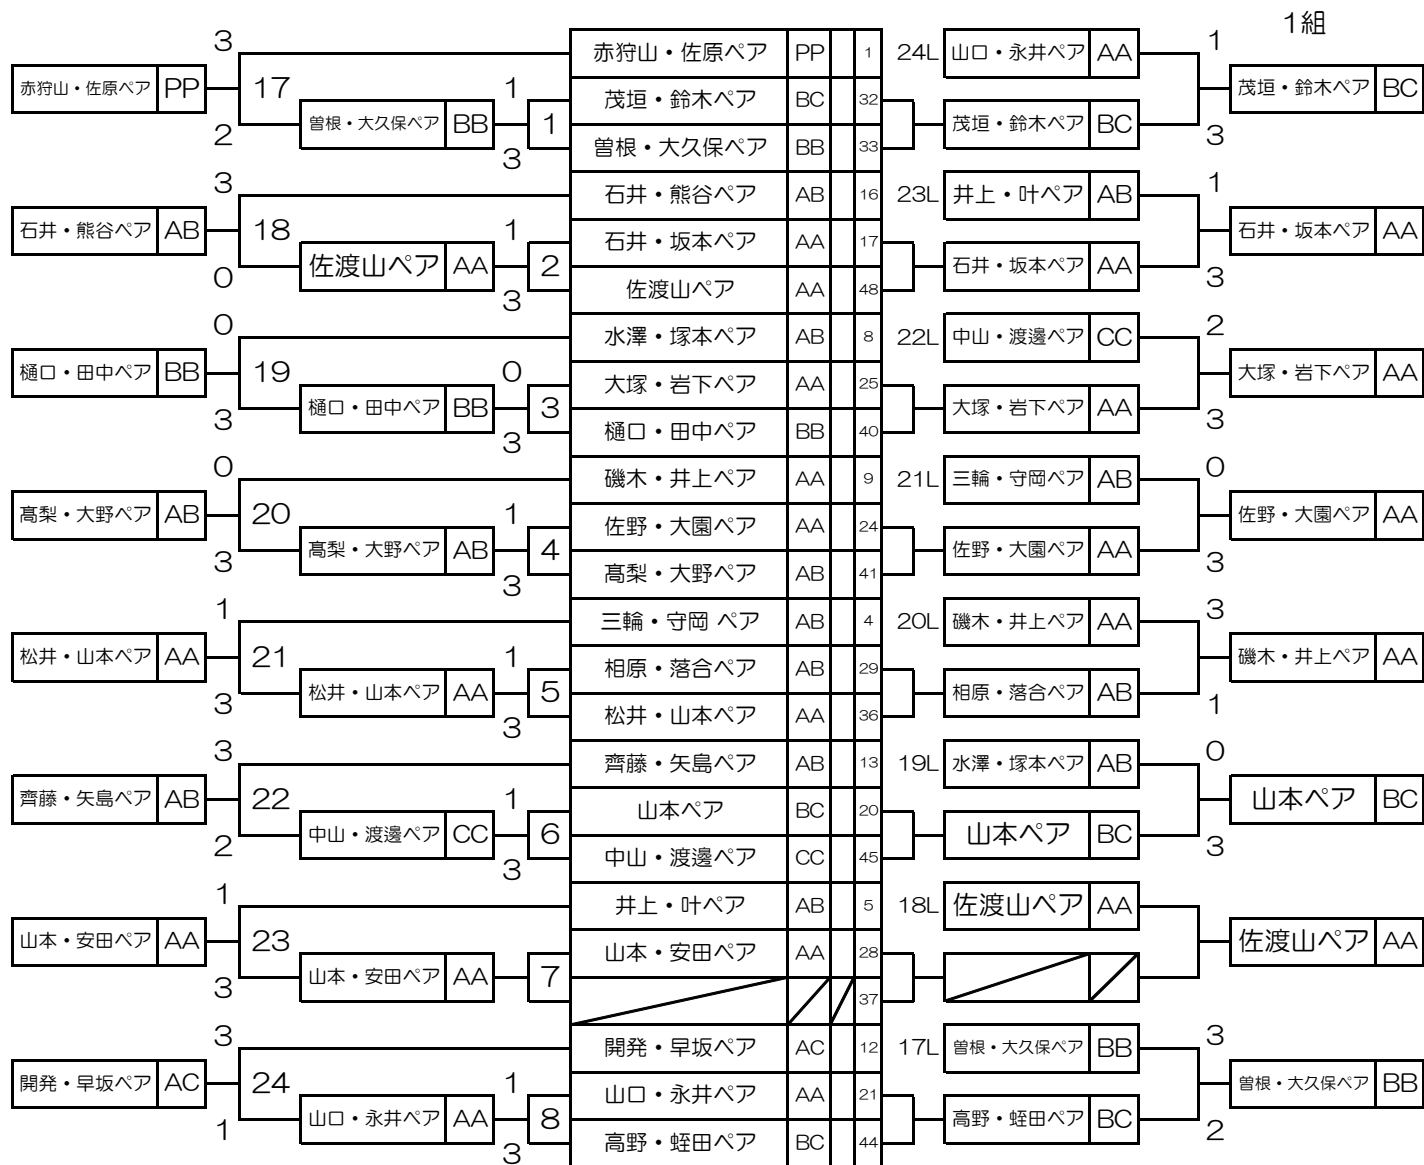 1組
3
赤狩山・佐原ペア PP 1
24L 山口・永井ペア AA
1
赤狩山・佐原ペア PP
17
1
茂垣・鈴木ペア BC 32
茂垣・鈴木ペア BC
2
曽根・大久保ペア BB
1
茂垣・鈴木ペア BC
3
3
曽根・大久保ペア BB 33
3
石井・熊谷ペア AB 16
23L 井上・叶ペア AB
1
石井・熊谷ペア AB
18
1
石井・坂本ペア AA 17
石井・坂本ペア AA
0
佐渡山ペア AA
2
石井・坂本ペア AA
3
3
佐渡山ペア AA 48
0
水澤・塚本ペア AB 8
22L 中山・渡邊ペア CC
2
樋口・田中ペア BB
19
0
大塚・岩下ペア AA 25
大塚・岩下ペア AA
3
樋口・田中ペア BB
3
大塚・岩下ペア AA
3
3
樋口・田中ペア BB 40
0
磯木・井上ペア AA 9
21L 三輪・守岡ペア AB
0
髙梨・大野ペア AB
20
1
佐野・大園ペア AA 24
佐野・大園ペア AA
3
髙梨・大野ペア AB
4
佐野・大園ペア AA
3
3
髙梨・大野ペア AB 41
1
三輪・守岡 ペア AB 4
20L 磯木・井上ペア AA
3
松井・山本ペア AA
21
1
相原・落合ペア AB 29
磯木・井上ペア AA
3
松井・山本ペア AA
5
相原・落合ペア AB
1
3
松井・山本ペア AA 36
3
齊藤・矢島ペア AB 13
19L 水澤・塚本ペア AB
0
齊藤・矢島ペア AB
22
1
山本ペア BC 20
山本ペア BC
2
中山・渡邊ペア CC
6
山本ペア BC
3
3
中山・渡邊ペア CC 45
1
井上・叶ペア AB 5
18L 佐渡山ペア AA
山本・安田ペア AA
23
山本・安田ペア AA 28
佐渡山ペア AA
3
山本・安田ペア AA
7
37
3
開発・早坂ペア AC 12
17L 曽根・大久保ペア BB
3
開発・早坂ペア AC
24
1
山口・永井ペア AA 21
曽根・大久保ペア BB
1
山口・永井ペア AA
8
高野・蛭田ペア BC
2
3
高野・蛭田ペア BC 44